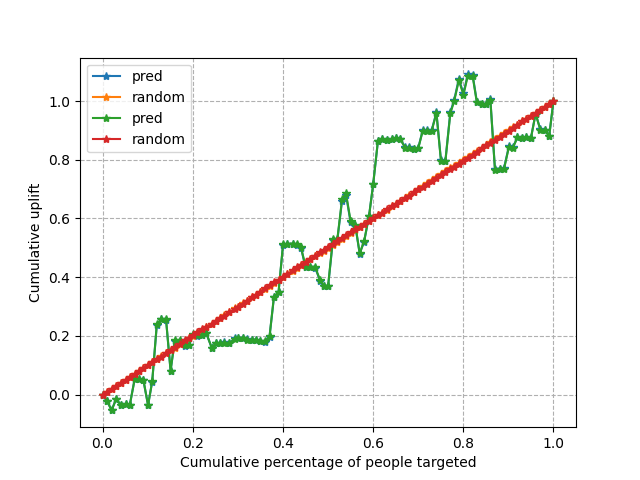 pred
random
pred
random
Cumulative uplift
1.0
0.8
0.6
0.4
0.2
0.0
0.0 0.2 0.4 0.6 0.8 1.0
Cumulative percentage of people targeted